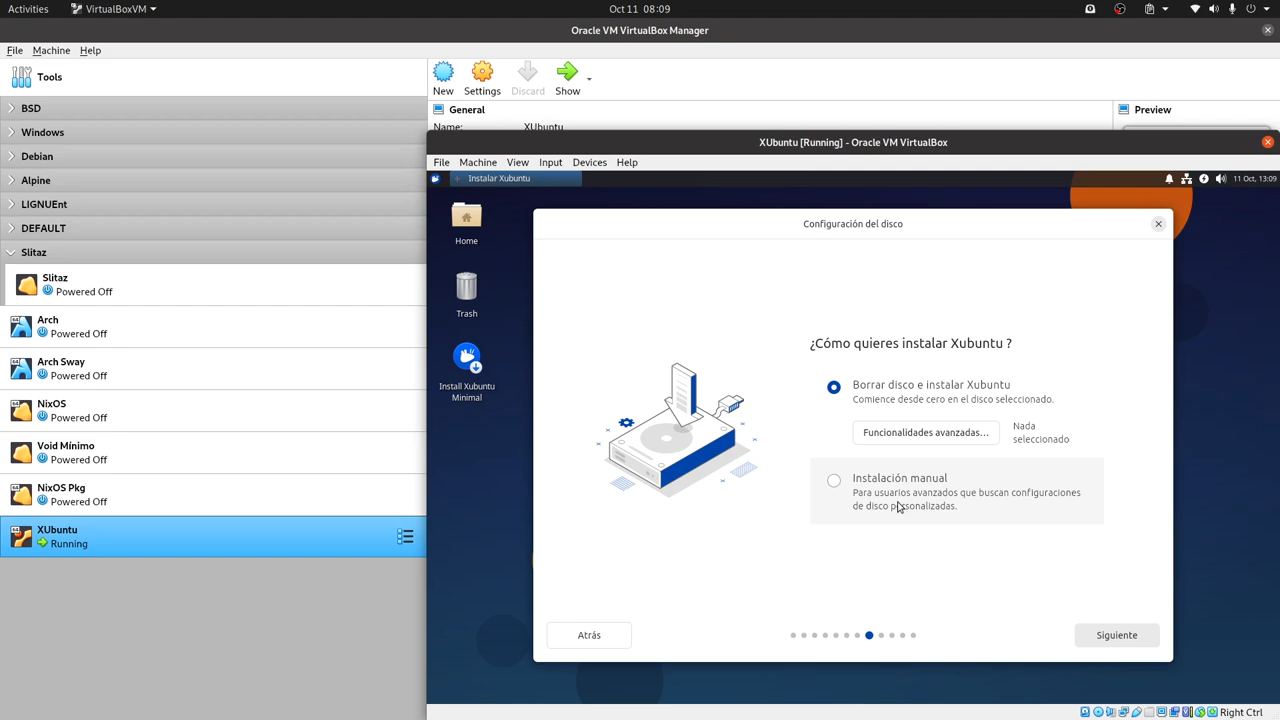 Activities
VirtualBoxVM
Oct 11 08:09
Oracle VM VirtualBox Manager
File Machine Help
Tools
New Settings Discard Show
BSD
Windows
Debian
Alpine
LIGNUEnt
DEFAULT
Slitaz
Slitaz
Powered Off
Arch
Powered Off
Arch Sway
Powered Off
NixOS
Powered Off
Void Mínimo
Powered Off
NixOS Pkg
Powered Off
XUbuntu
Running
General
Preview
Name: XUbuntu
XUbuntu [Running] - Oracle VM VirtualBox
File Machine View Input Devices Help
Instalar Xubuntu
11 Oct, 13:09
Home
Trash
Install Xubuntu
Minimal
Configuración del disco
¿Cómo quieres instalar Xubuntu ?
Borrar disco e instalar Xubuntu
Comience desde cero en el disco seleccionado.
Funcionalidades avanzadas...
Nada
seleccionado
Instalación manual
Para usuarios avanzados que buscan configuraciones
de disco personalizadas.
Atrás
Siguiente
Right Ctrl